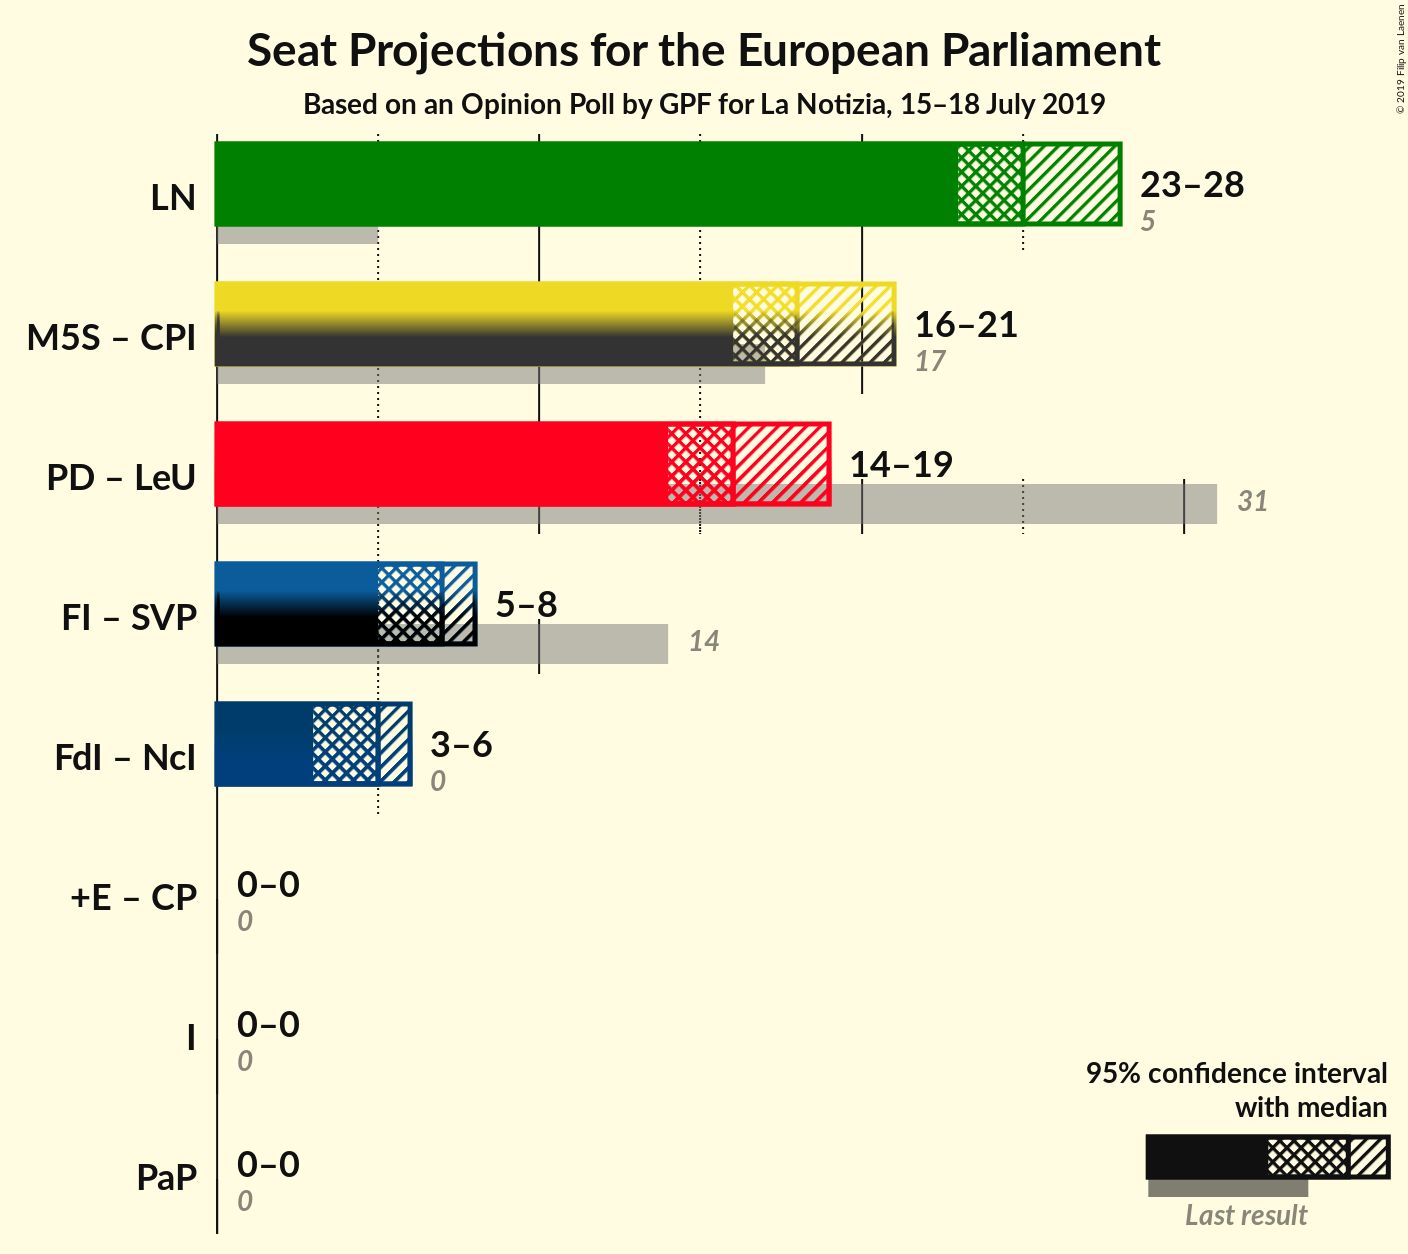 Seat Projections for the European Parliament
Based on an Opinion Poll by GPF for La Notizia, 15–18 July 2019
© 2019 Filip van Laenen
LN
23–28
5
M5S – CPI
16–21
17
PD – LeU
14–19
31
FI – SVP
5–8
14
FdI – NcI
3–6
0
+E – CP
0–0
0
I
0–0
0
PaP
0–0
0
95% confidence interval
with median
Last result